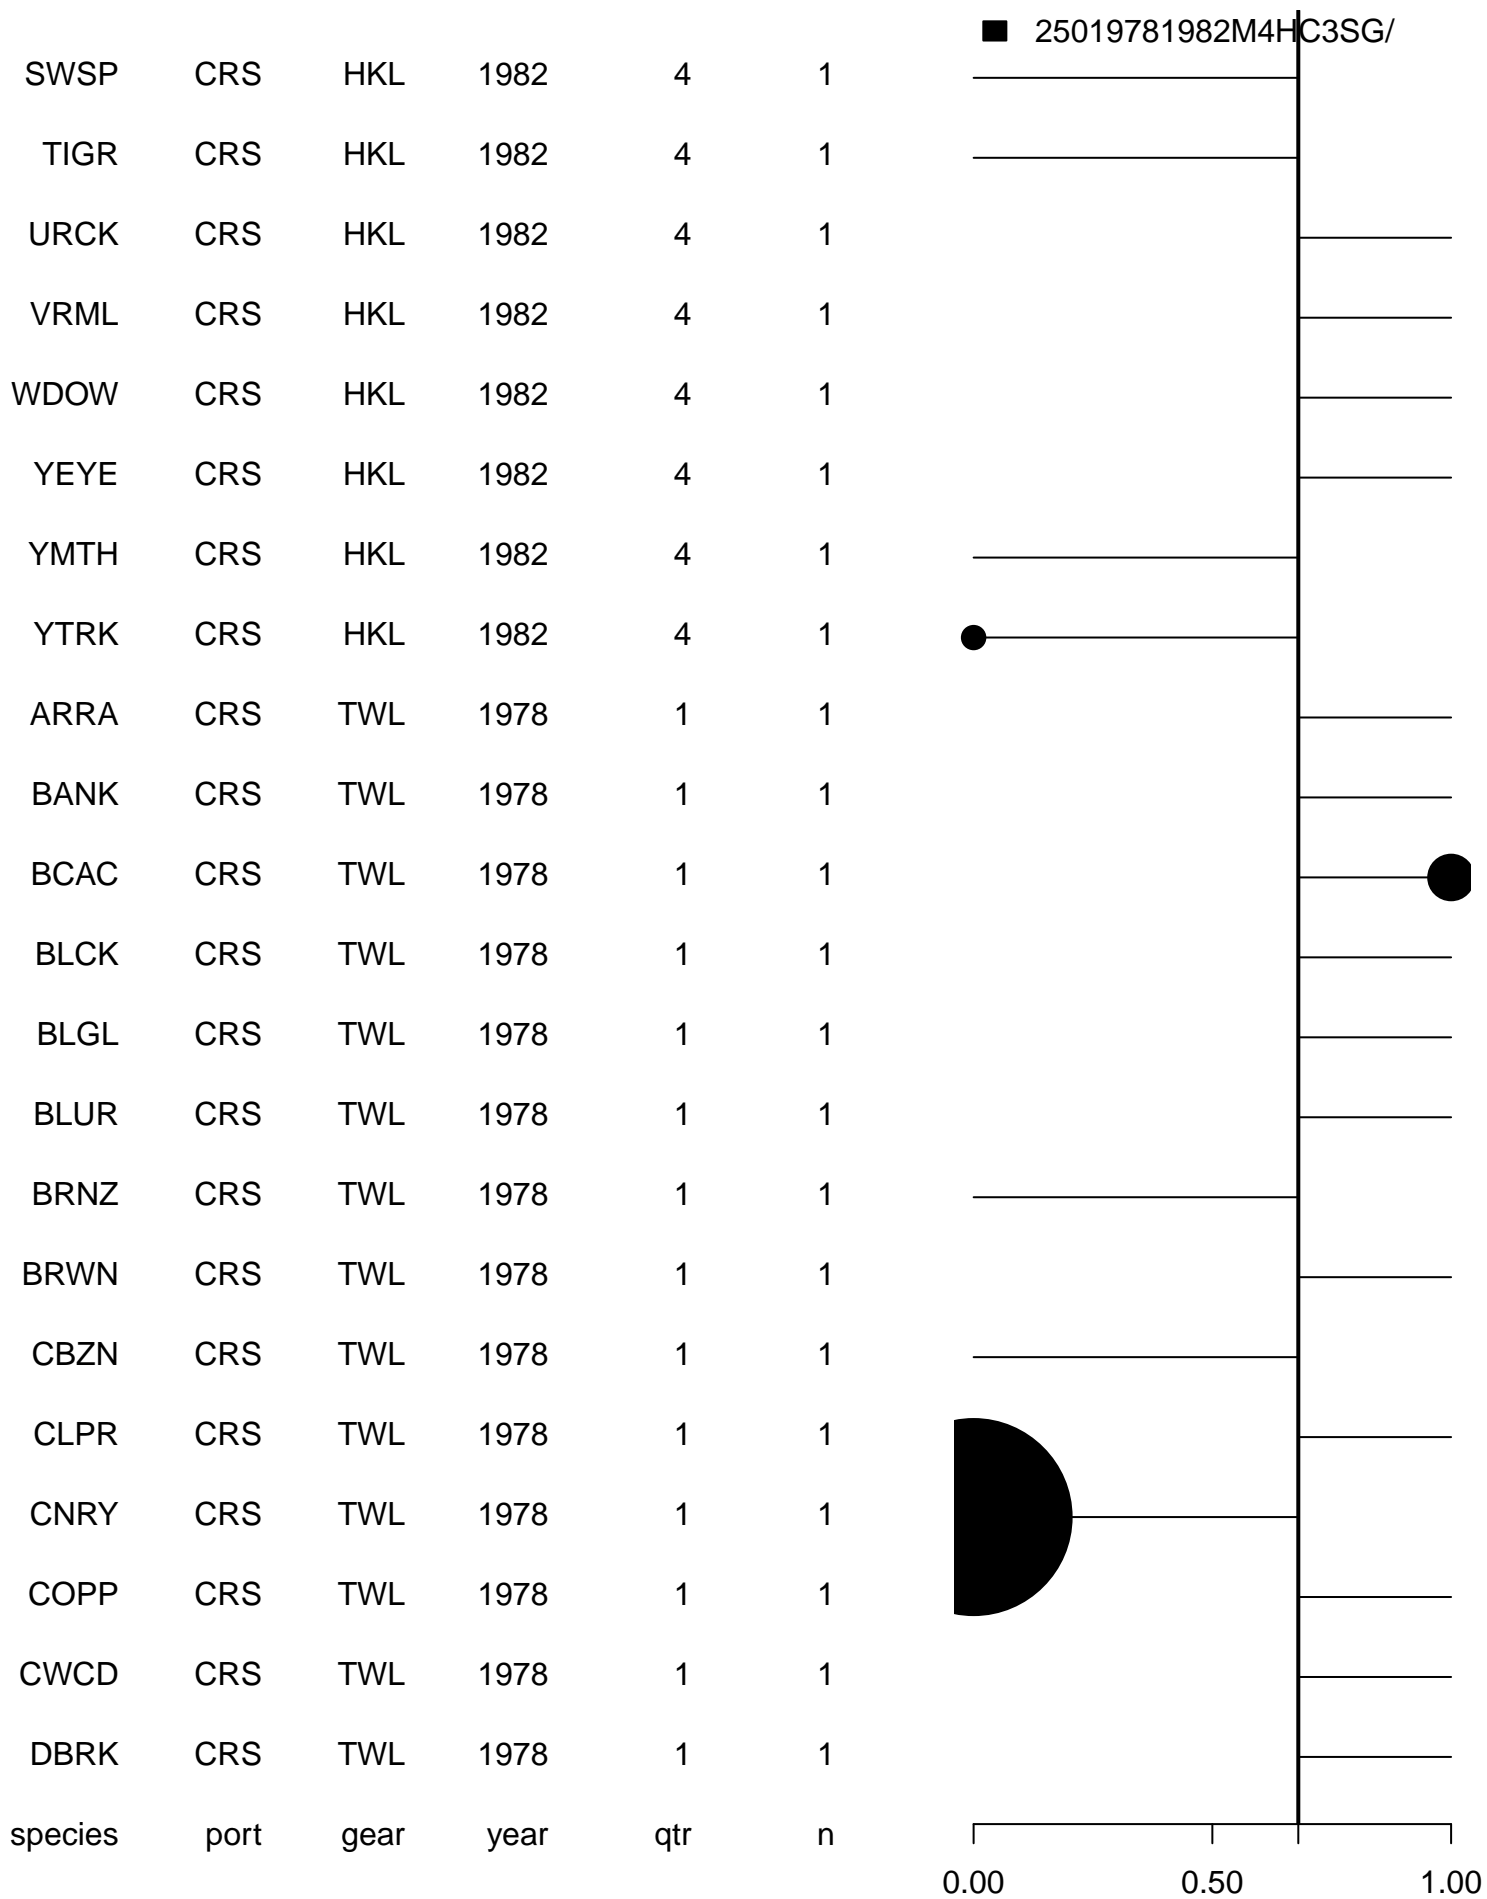 25019781982M4HC3SG/
SWSP CRS HKL 1982 4 1
TIGR CRS HKL 1982 4 1
URCK CRS HKL 1982 4 1
VRML CRS HKL 1982 4 1
WDOW CRS HKL 1982 4 1
YEYE CRS HKL 1982 4 1
YMTH CRS HKL 1982 4 1
YTRK CRS HKL 1982 4 1
ARRA CRS TWL 1978 1 1
BANK CRS TWL 1978 1 1
BCAC CRS TWL 1978 1 1
BLCK CRS TWL 1978 1 1
BLGL CRS TWL 1978 1 1
BLUR CRS TWL 1978 1 1
BRNZ CRS TWL 1978 1 1
BRWN CRS TWL 1978 1 1
CBZN CRS TWL 1978 1 1
CLPR CRS TWL 1978 1 1
CNRY CRS TWL 1978 1 1
COPP CRS TWL 1978 1 1
CWCD CRS TWL 1978 1 1
DBRK CRS TWL 1978 1 1
species port gear year qtr n
0.00 0.50 1.00